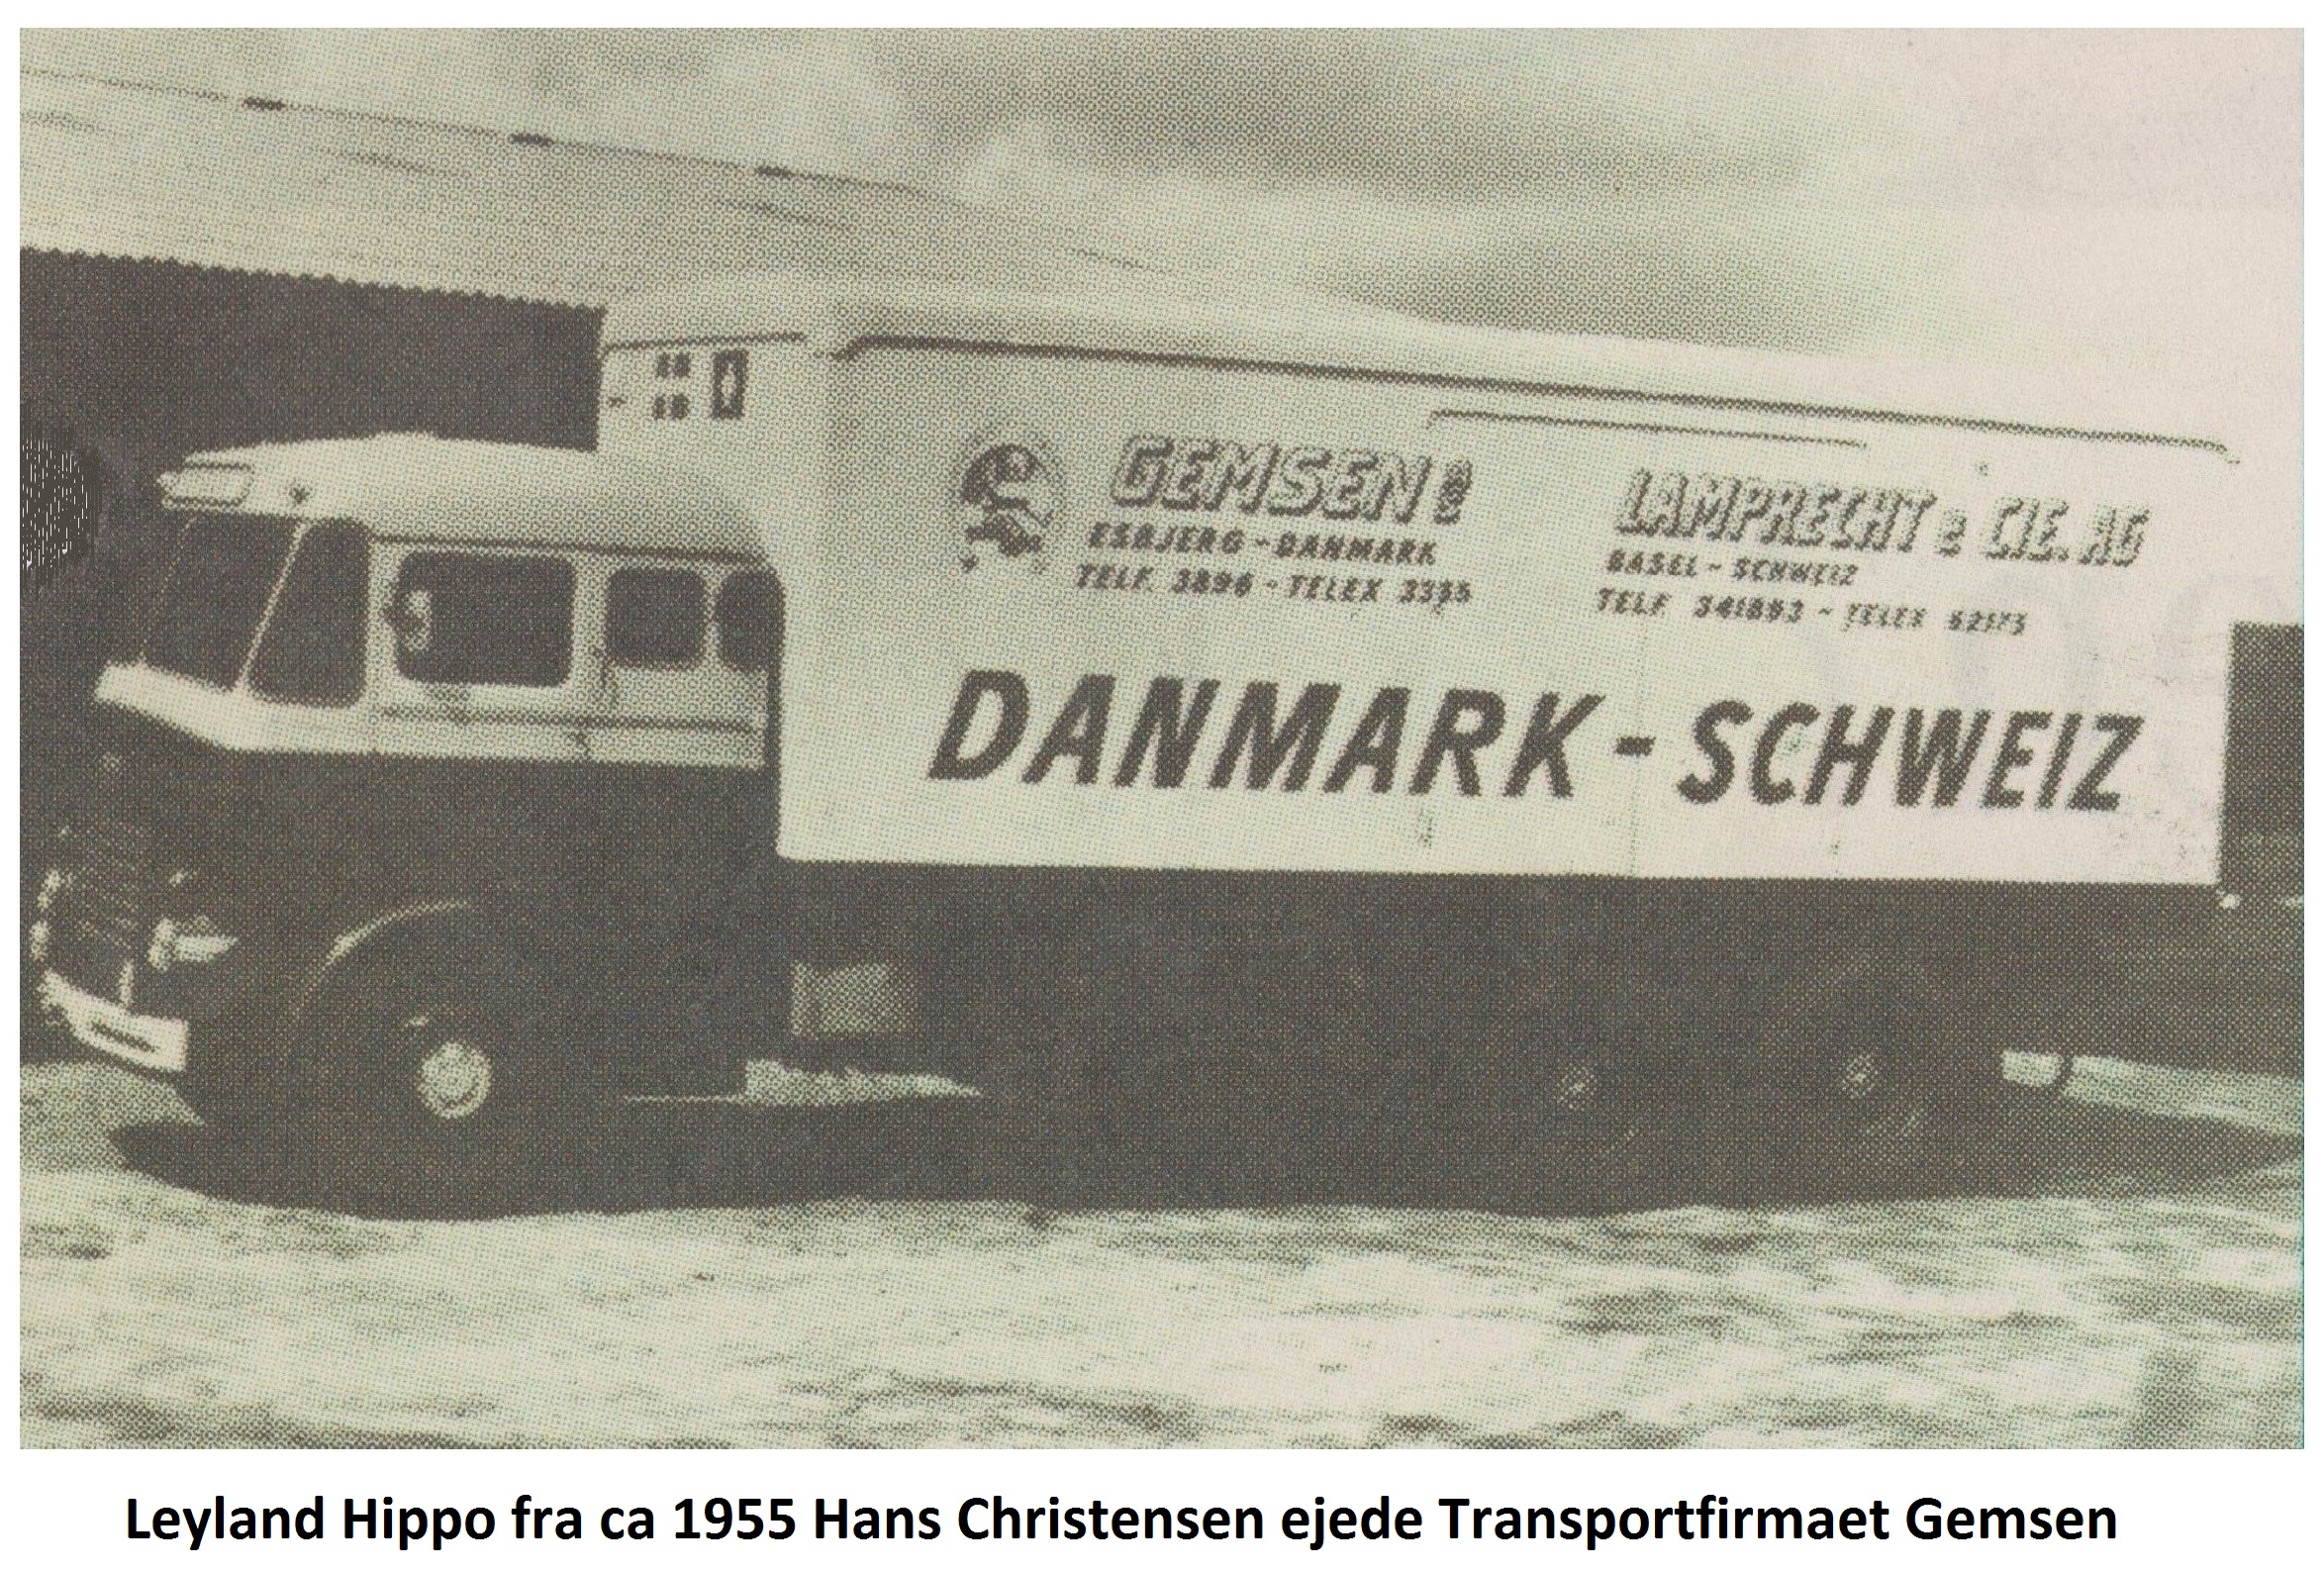 GEMSEN
ESBJERG - DANMARK
TELF. 3896 - TELEX 3355
LAMPRECHT & CIE. AG
BASEL - SCHWEIZ
TELF 341893 - TELEX 62173
DANMARK - SCHWEIZ
Leyland Hippo fra ca 1955 Hans Christensen ejede Transportfirmaet Gemsen